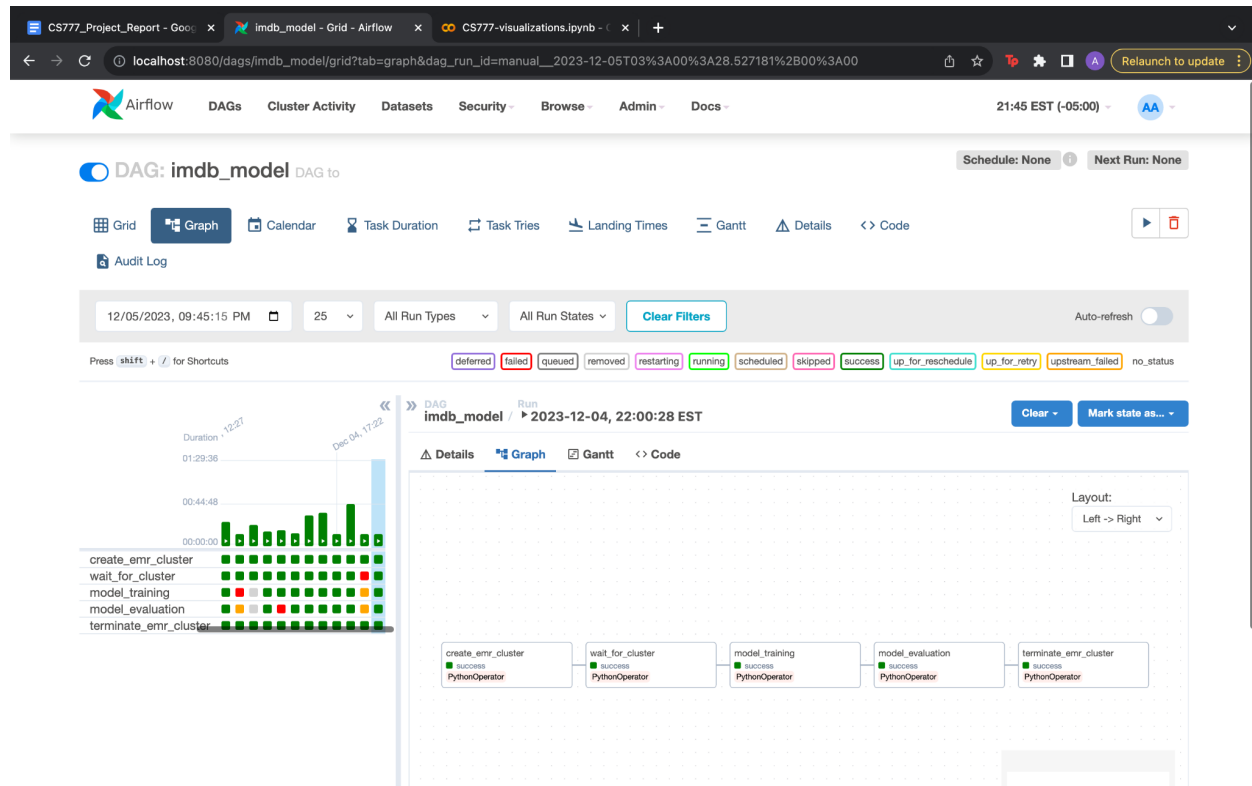 CS777_Project_Report - Goog
imdb_model - Grid - Airflow
CS777-visualizations.ipynb - C
localhost:8080/dags/imdb_model/grid?tab=graph&dag_run_id=manual__2023-12-05T03%3A00%3A28.527181%2B00%3A00
Tp
A
Relaunch to update
Airflow
DAGs
Cluster Activity
Datasets
Security
Browse
Admin
Docs
21:45 EST (-05:00)
AA
DAG: imdb_model DAG to
Schedule: None
Next Run: None
Grid
Graph
Calendar
Task Duration
Task Tries
Landing Times
Gantt
Details
<> Code
Audit Log
12/05/2023, 09:45:15 PM
25
All Run Types
All Run States
Clear Filters
Auto-refresh
Press shift + / for Shortcuts
deferred
failed
queued
removed
restarting
running
scheduled
skipped
success
up_for_reschedule
up_for_retry
upstream_failed
no_status
Duration
12:27
Dec 04, 17:22
01:29:36
00:44:48
00:00:00
create_emr_cluster
wait_for_cluster
model_training
model_evaluation
terminate_emr_cluster
DAG
imdb_model /
Run
2023-12-04, 22:00:28 EST
Clear
Mark state as...
Details
Graph
Gantt
<> Code
Layout:
Left -> Right
create_emr_cluster
success
PythonOperator
wait_for_cluster
success
PythonOperator
model_training
success
PythonOperator
model_evaluation
success
PythonOperator
terminate_emr_cluster
success
PythonOperator